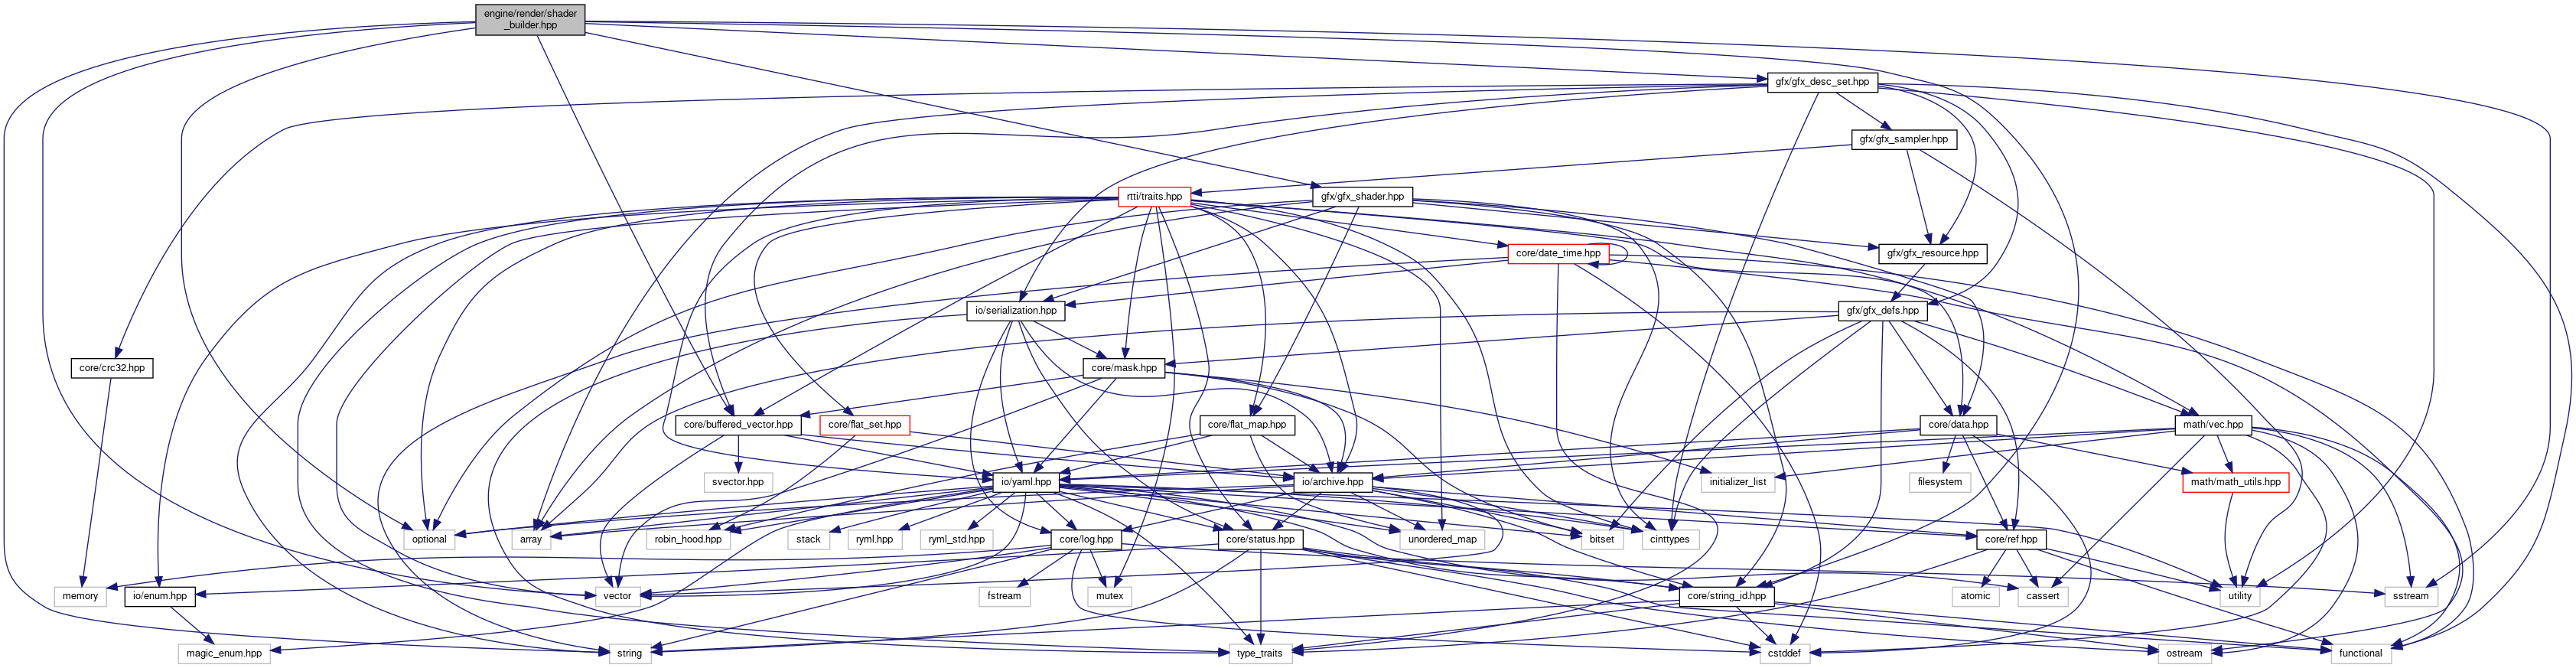 engine/render/shader
_builder.hpp
gfx/gfx_desc_set.hpp
gfx/gfx_sampler.hpp
rtti/traits.hpp
gfx/gfx_shader.hpp
core/date_time.hpp
gfx/gfx_resource.hpp
io/serialization.hpp
gfx/gfx_defs.hpp
core/crc32.hpp
core/mask.hpp
core/buffered_vector.hpp
core/flat_set.hpp
core/flat_map.hpp
core/data.hpp
math/vec.hpp
svector.hpp
io/yaml.hpp
io/archive.hpp
initializer_list
filesystem
math/math_utils.hpp
optional
array
robin_hood.hpp
stack
ryml.hpp
ryml_std.hpp
core/log.hpp
core/status.hpp
unordered_map
bitset
cinttypes
core/ref.hpp
memory
io/enum.hpp
vector
fstream
mutex
core/string_id.hpp
atomic
cassert
utility
sstream
magic_enum.hpp
string
type_traits
cstddef
ostream
functional